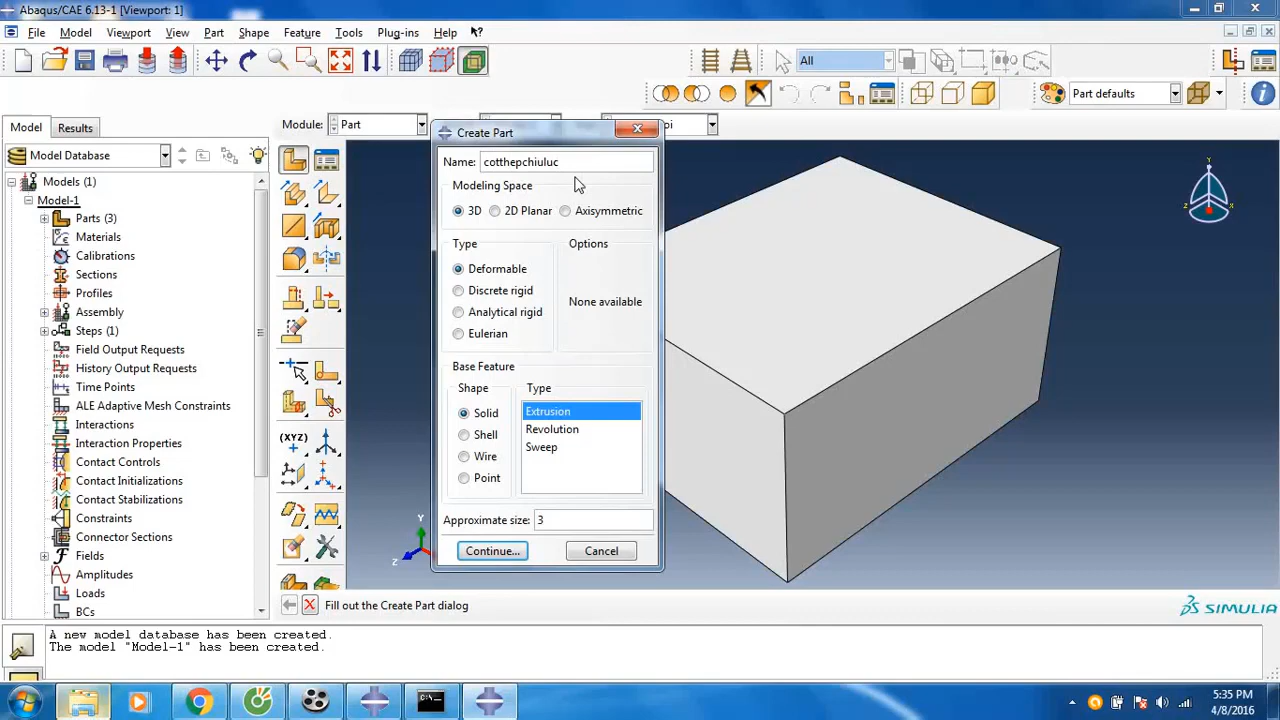 Abaqus/CAE 6.13-1 [Viewport: 1]
File Model Viewport View Part Shape Feature Tools Plug-ins Help
All
Part defaults
Model Results
Module: Part
pi
Model Database
Models (1)
Model-1
Parts (3)
Materials
Calibrations
Sections
Profiles
Assembly
Steps (1)
Field Output Requests
History Output Requests
Time Points
ALE Adaptive Mesh Constraints
Interactions
Interaction Properties
Contact Controls
Contact Initializations
Contact Stabilizations
Constraints
Connector Sections
Fields
Amplitudes
Loads
BCs
(XYZ)
Create Part
Name: cotthepchiuluc
Modeling Space
3D 2D Planar Axisymmetric
Type
Deformable
Discrete rigid
Analytical rigid
Eulerian
Options
None available
Base Feature
Shape
Solid
Shell
Wire
Point
Type
Extrusion
Revolution
Sweep
Approximate size: 3
Continue... Cancel
Y
Z
Y
Z X
Fill out the Create Part dialog
SIMULIA
A new model database has been created.
The model "Model-1" has been created.
5:35 PM
4/8/2016